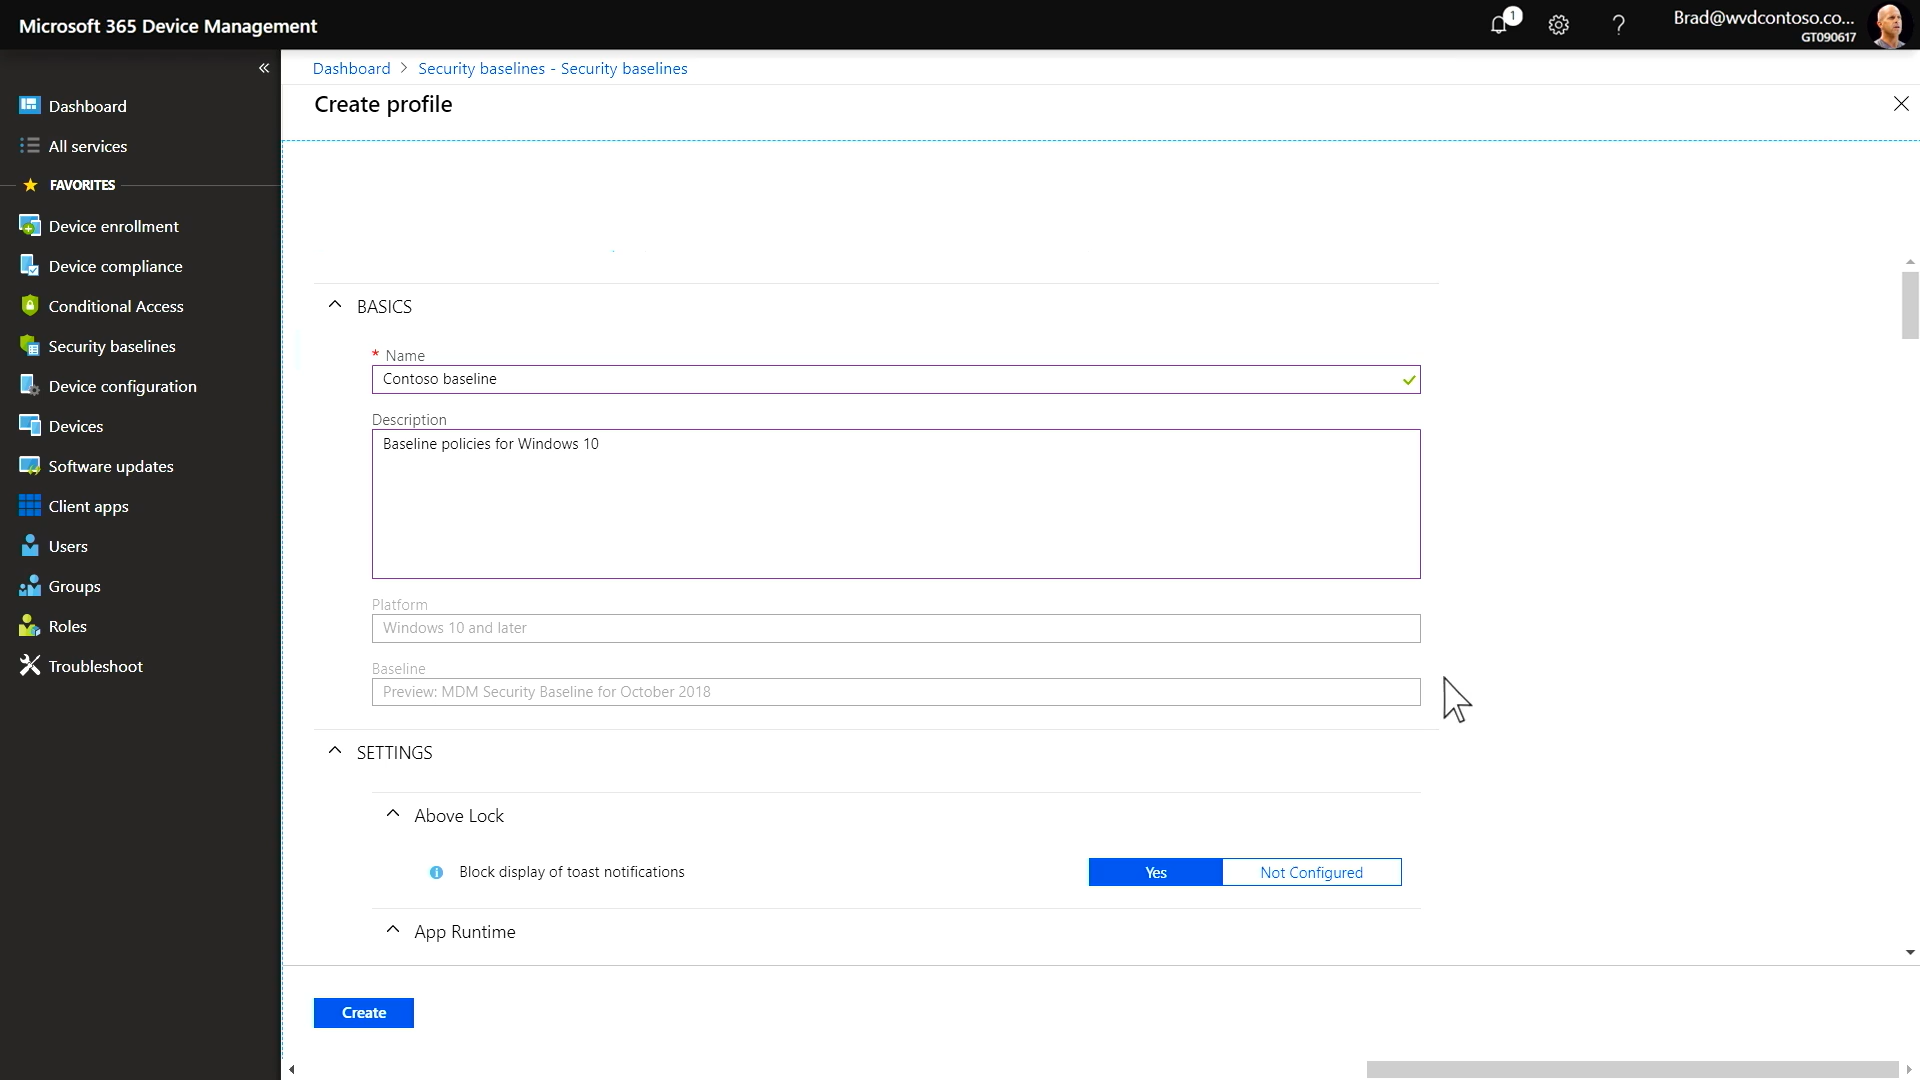 Microsoft 365 Device Management
1
Brad@wvdcontoso.co...
GT090617
Dashboard
All services
FAVORITES
Device enrollment
Device compliance
Conditional Access
Security baselines
Device configuration
Devices
Software updates
Client apps
Users
Groups
Roles
Troubleshoot
Dashboard > Security baselines - Security baselines
Create profile
BASICS
* Name
Contoso baseline
Description
Baseline policies for Windows 10
Platform
Windows 10 and later
Baseline
Preview: MDM Security Baseline for October 2018
SETTINGS
Above Lock
Block display of toast notifications
Yes
Not Configured
App Runtime
Create